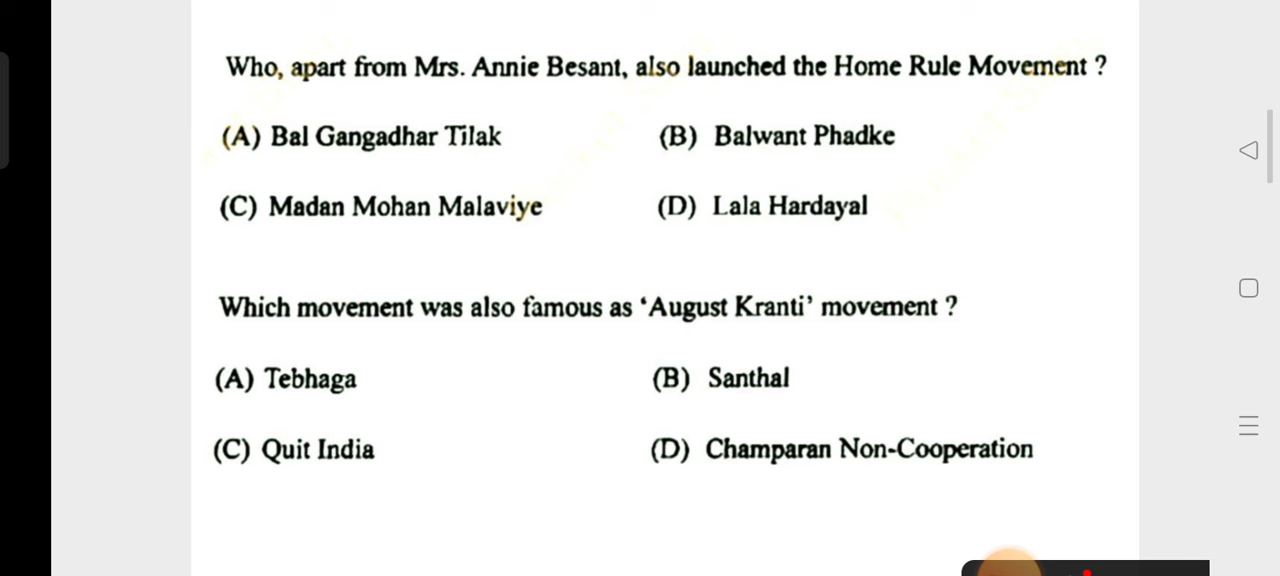 Who, apart from Mrs. Annie Besant, also launched the Home Rule Movement ?
(A) Bal Gangadhar Tilak (B) Balwant Phadke
(C) Madan Mohan Malaviye (D) Lala Hardayal
Which movement was also famous as ‘August Kranti’ movement ?
(A) Tebhaga (B) Santhal
(C) Quit India (D) Champaran Non-Cooperation